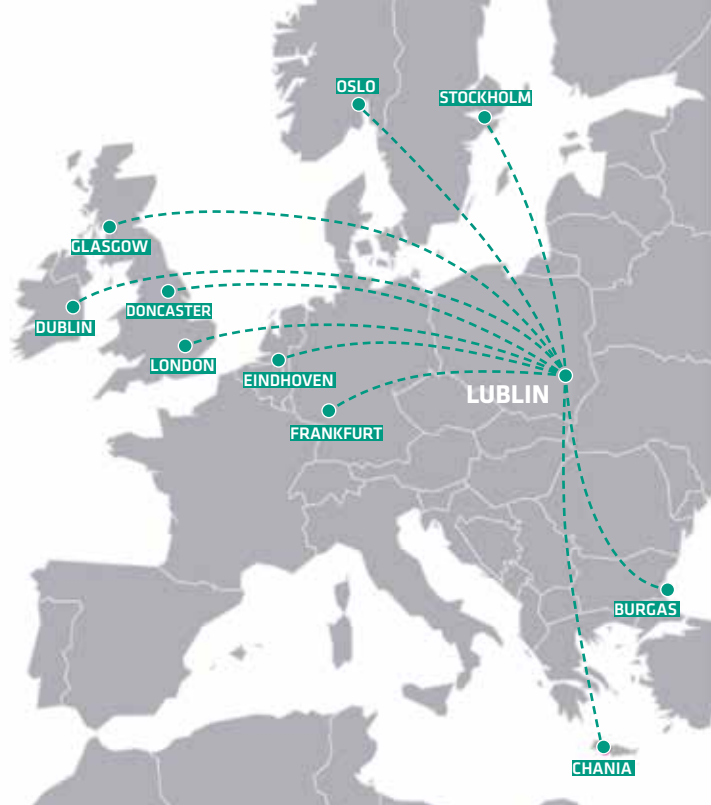 OSLO
STOCKHOLM
GLASGOW
DONCASTER
DUBLIN
LONDON
EINDHOVEN
LUBLIN
FRANKFURT
BURGAS
CHANIA